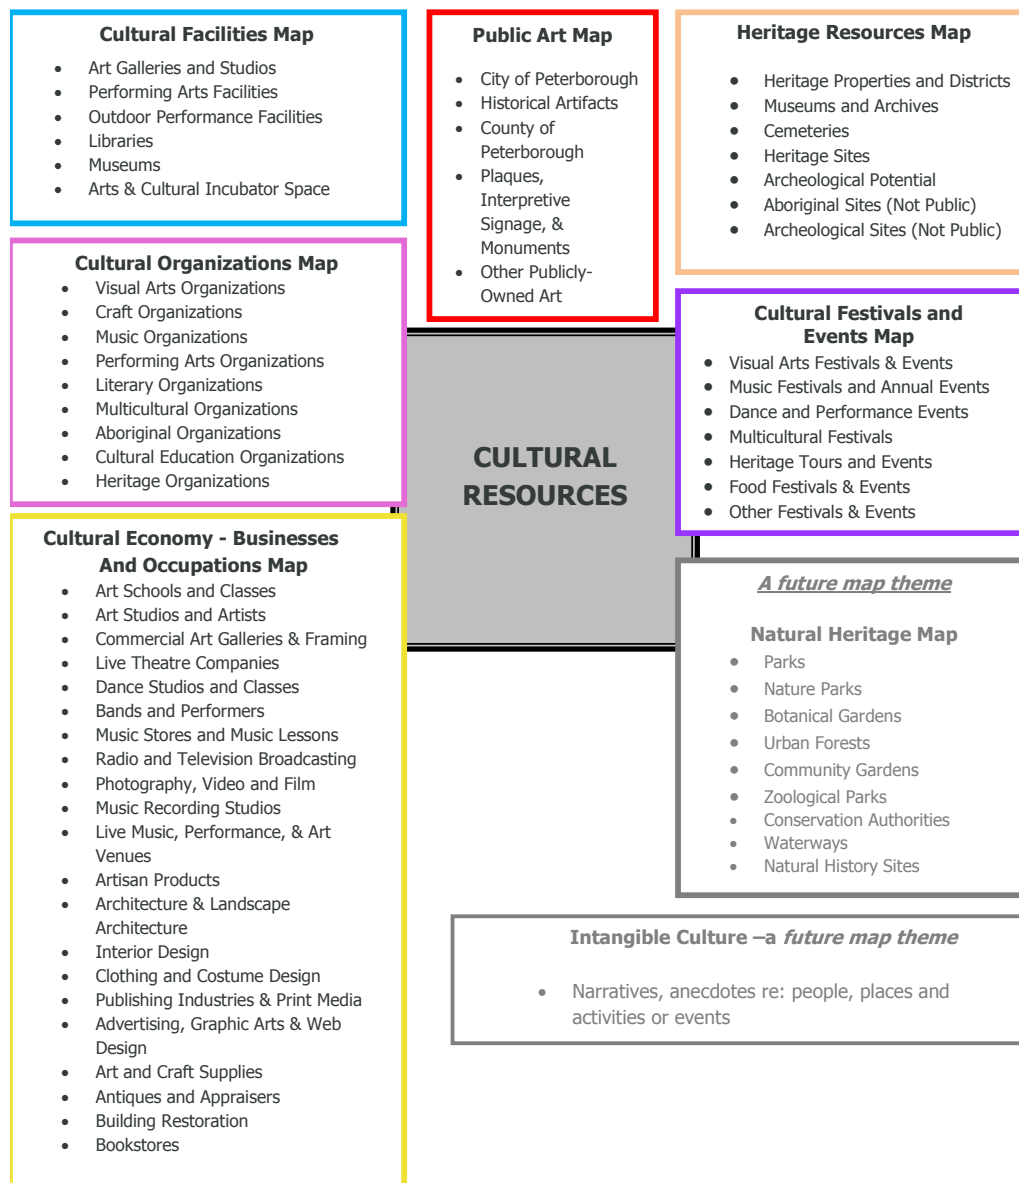 Cultural Facilities Map
• Art Galleries and Studios
• Performing Arts Facilities
• Outdoor Performance Facilities
• Libraries
• Museums
• Arts & Cultural Incubator Space
Public Art Map
• City of Peterborough
• Historical Artifacts
• County of
Peterborough
• Plaques,
Interpretive
Signage, &
Monuments
• Other Publicly-
Owned Art
Heritage Resources Map
• Heritage Properties and Districts
• Museums and Archives
• Cemeteries
• Heritage Sites
• Archeological Potential
• Aboriginal Sites (Not Public)
• Archeological Sites (Not Public)
Cultural Organizations Map
• Visual Arts Organizations
• Craft Organizations
• Music Organizations
• Performing Arts Organizations
• Literary Organizations
• Multicultural Organizations
• Aboriginal Organizations
• Cultural Education Organizations
• Heritage Organizations
CULTURAL
RESOURCES
Cultural Festivals and
Events Map
• Visual Arts Festivals & Events
• Music Festivals and Annual Events
• Dance and Performance Events
• Multicultural Festivals
• Heritage Tours and Events
• Food Festivals & Events
• Other Festivals & Events
Cultural Economy - Businesses
And Occupations Map
• Art Schools and Classes
• Art Studios and Artists
• Commercial Art Galleries & Framing
• Live Theatre Companies
• Dance Studios and Classes
• Bands and Performers
• Music Stores and Music Lessons
• Radio and Television Broadcasting
• Photography, Video and Film
• Music Recording Studios
• Live Music, Performance, & Art
Venues
• Artisan Products
• Architecture & Landscape
Architecture
• Interior Design
• Clothing and Costume Design
• Publishing Industries & Print Media
• Advertising, Graphic Arts & Web
Design
• Art and Craft Supplies
• Antiques and Appraisers
• Building Restoration
• Bookstores
A future map theme
Natural Heritage Map
• Parks
• Nature Parks
• Botanical Gardens
• Urban Forests
• Community Gardens
• Zoological Parks
• Conservation Authorities
• Waterways
• Natural History Sites
Intangible Culture –a future map theme
• Narratives, anecdotes re: people, places and
activities or events